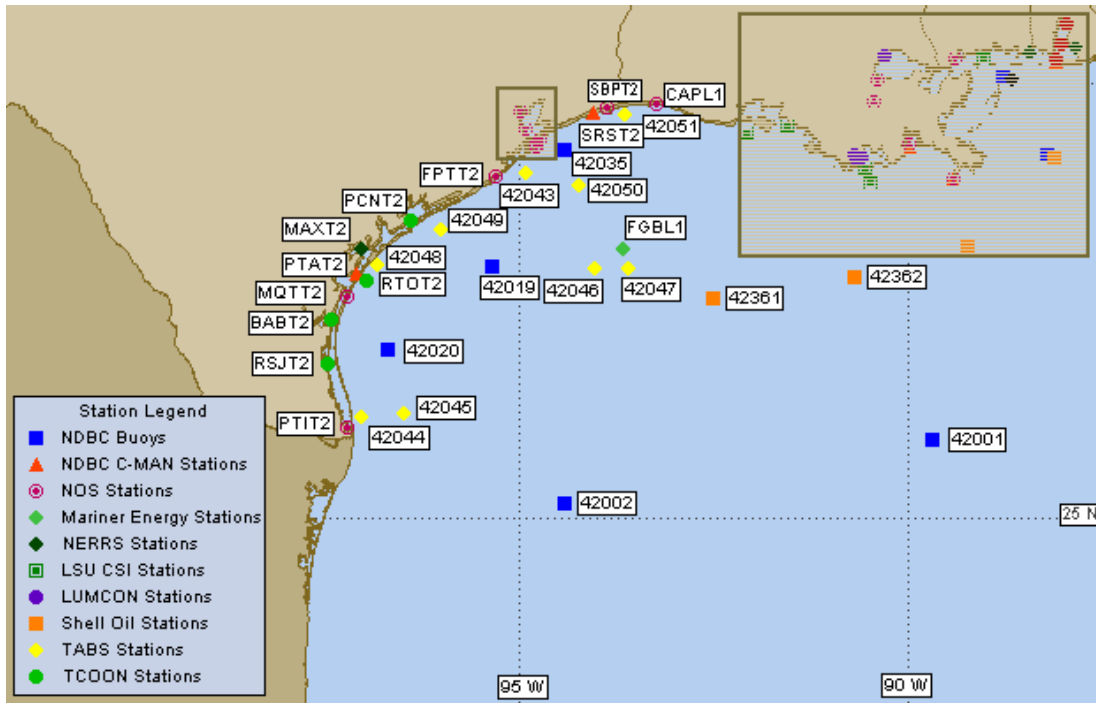 SBPT2
CAPL1
SRST2
42051
42035
FPTT2
42043
42050
PCNT2
42049
MAXT2
FGBL1
42048
PTAT2
RTOT2
42019
42046
42047
42362
MQTT2
42361
BABT2
42020
RSJT2
42045
PTIT2
42044
42001
42002
25 N
Station Legend
NDBC Buoys
NDBC C-MAN Stations
NOS Stations
Mariner Energy Stations
NERRS Stations
LSU CSI Stations
LUMCON Stations
Shell Oil Stations
TABS Stations
TCOON Stations
95 W
90 W